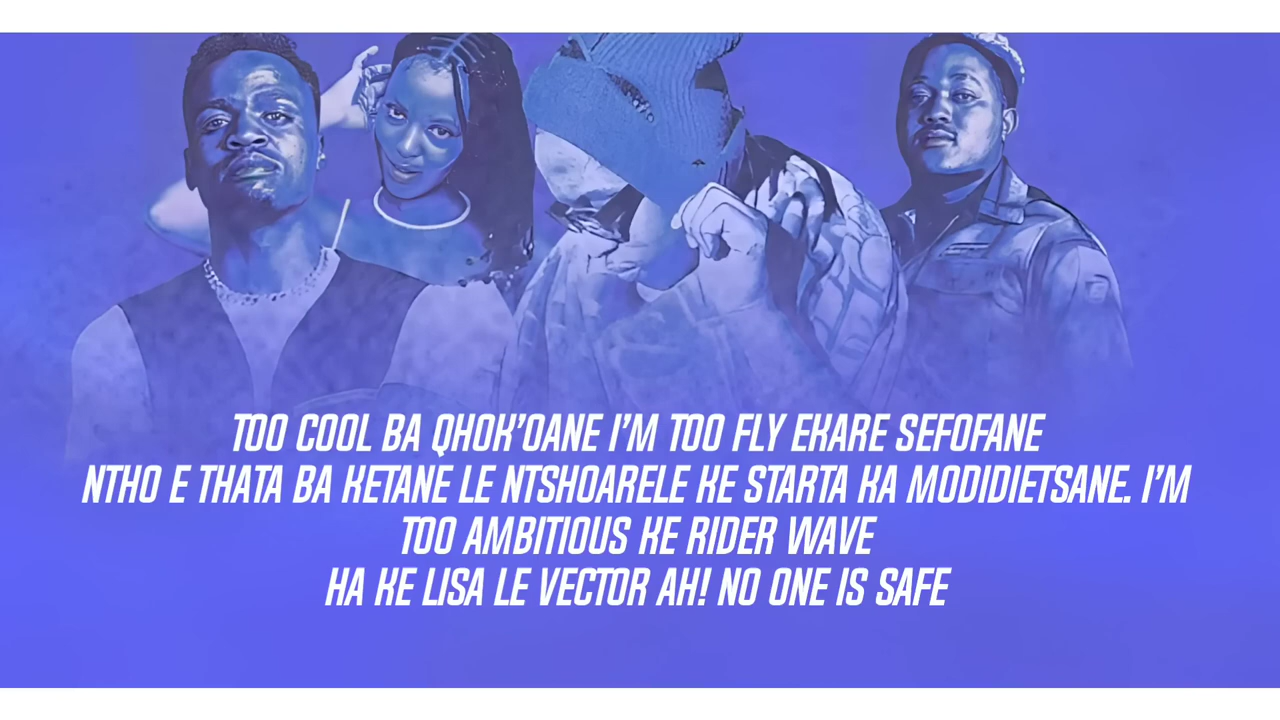 TOO COOL BA QHOK'OANE I'M TOO FLY EKARE SEFOFANE
NTHO E THATA BA KETANE LE NTSHOARELE KE STARTA KA MODIDIETSANE. I'M
TOO AMBITIOUS KE RIDER WAVE
HA KE LISA LE VECTOR AH! NO ONE IS SAFE